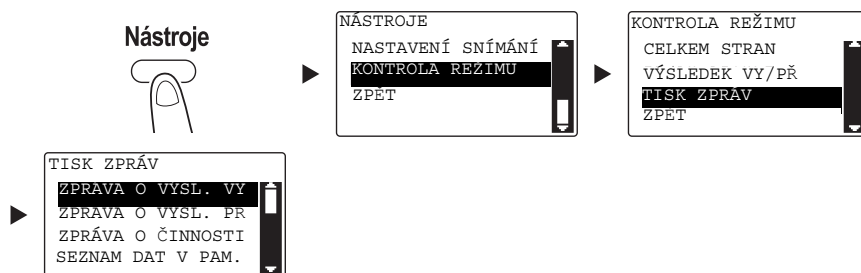 Nástroje
NÁSTROJE
NASTAVENÍ SNÍMÁNÍ
KONTROLA REŽIMU
ZPĚT
KONTROLA REŽIMU
CELKEM STRAN
VÝSLEDEK VY/PŘ
TISK ZPRÁV
ZPĚT
TISK ZPRÁV
ZPRÁVA O VÝSL. VY
ZPRÁVA O VÝSL. PŘ
ZPRÁVA O ČINNOSTI
SEZNAM DAT V PAM.